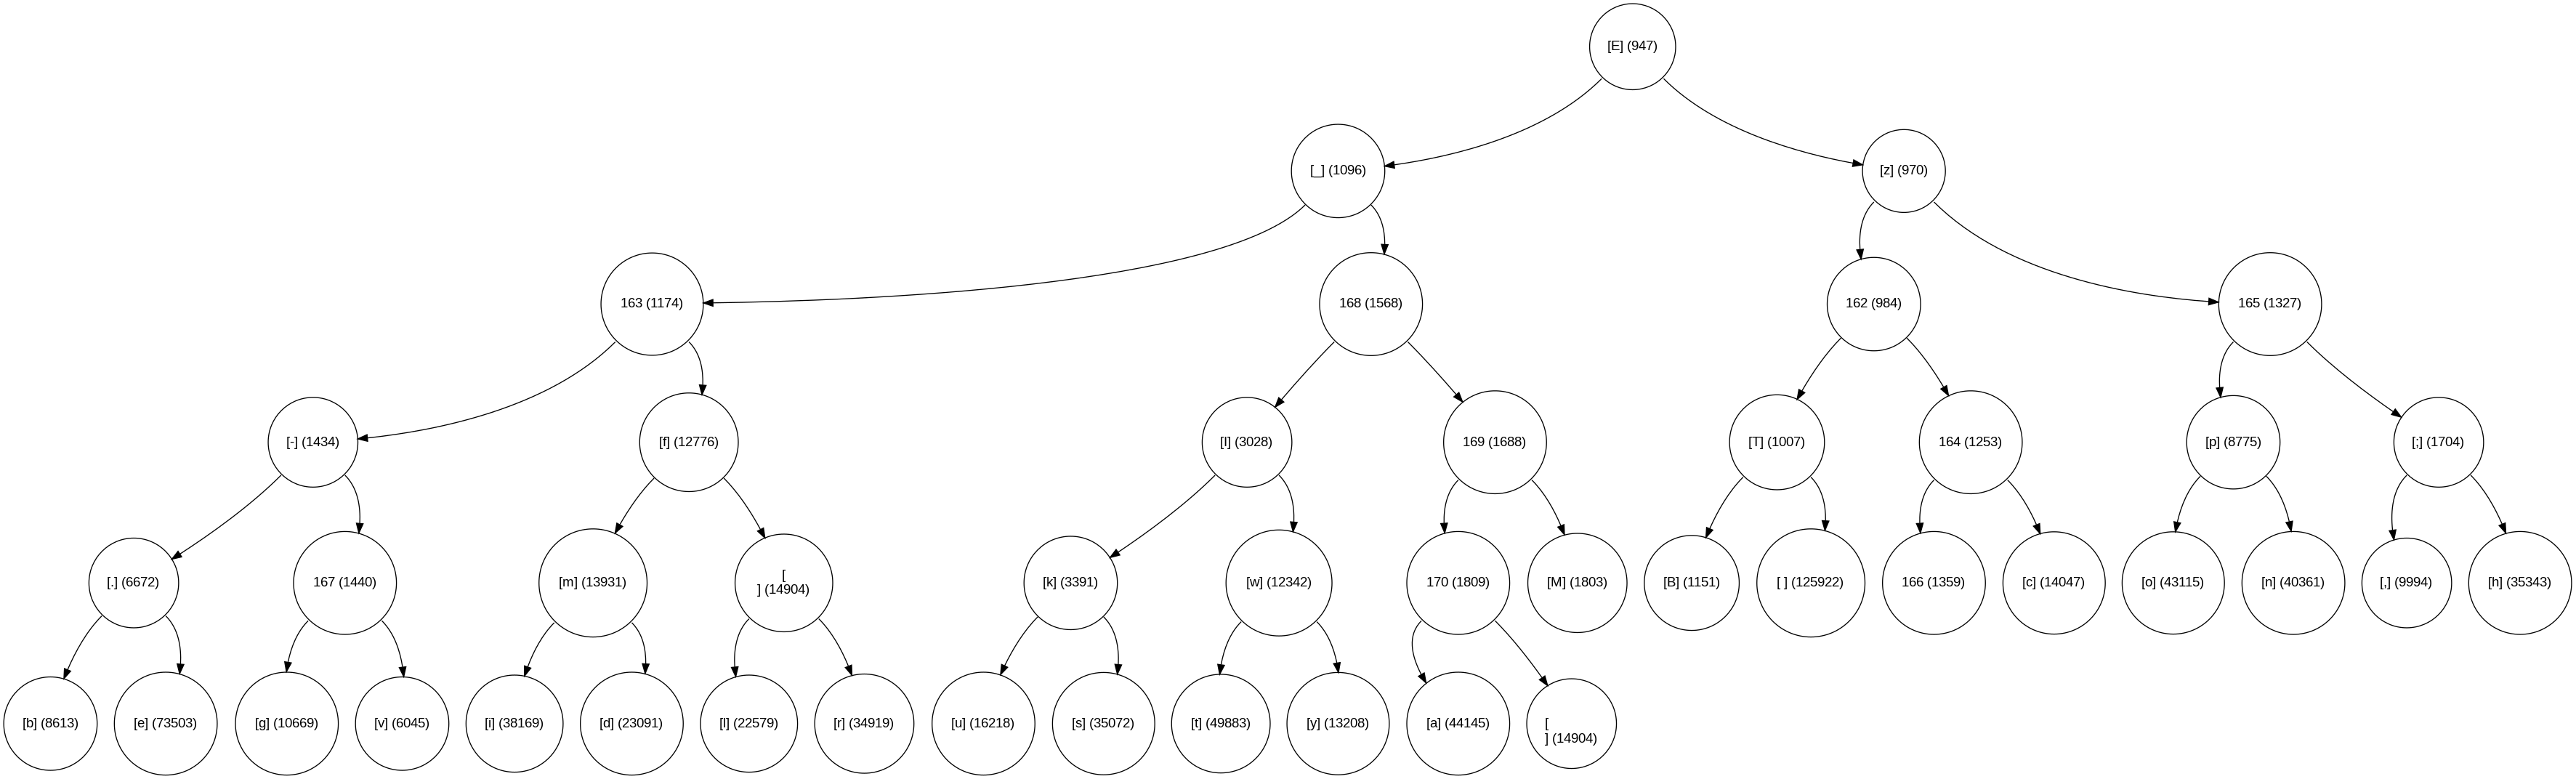 [E] (947)
[_] (1096)
[z] (970)
163 (1174)
168 (1568)
162 (984)
165 (1327)
[-] (1434)
[f] (12776)
[I] (3028)
169 (1688)
[T] (1007)
164 (1253)
[p] (8775)
[;] (1704)
[.] (6672)
167 (1440)
[m] (13931)
[
] (14904)
[k] (3391)
[w] (12342)
170 (1809)
[M] (1803)
[B] (1151)
[ ] (125922)
166 (1359)
[c] (14047)
[o] (43115)
[n] (40361)
[,] (9994)
[h] (35343)
[b] (8613)
[e] (73503)
[g] (10669)
[v] (6045)
[i] (38169)
[d] (23091)
[l] (22579)
[r] (34919)
[u] (16218)
[s] (35072)
[t] (49883)
[y] (13208)
[a] (44145)
[
] (14904)